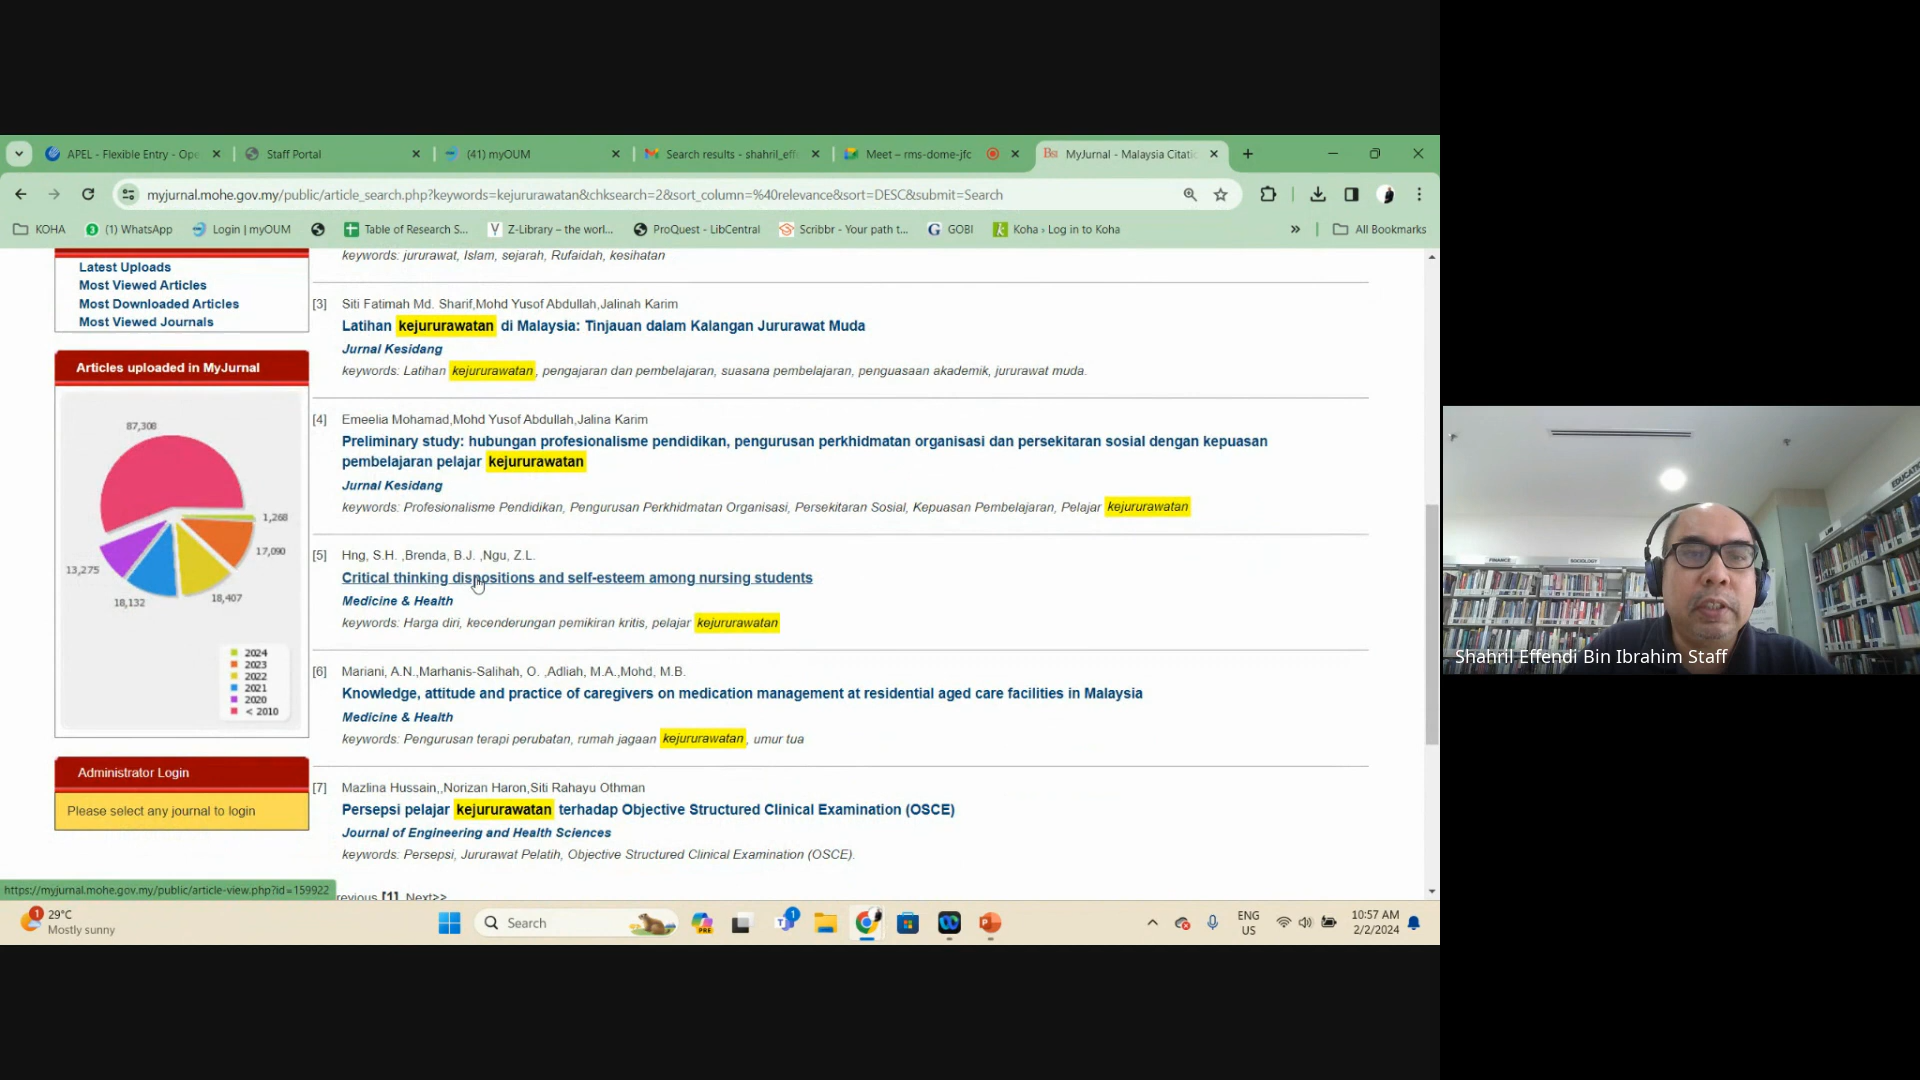 APEL - Flexible Entry - Ope
Staff Portal
(41) myOUM
Search results - shahril_eff
Meet – rms-dome-jfc
MyJurnal - Malaysia Citatic
myjurnal.mohe.gov.my/public/article_search.php?keywords=kejururawatan&chksearch=2&sort_column=%40relevance&sort=DESC&submit=Search
KOHA
(1) WhatsApp
Login | myOUM
Table of Research S...
Z-Library – the worl...
ProQuest - LibCentral
Scribbr - Your path t...
GOBI
Koha › Log in to Koha
»
All Bookmarks
Latest Uploads
Most Viewed Articles
Most Downloaded Articles
Most Viewed Journals
Articles uploaded in MyJurnal
87,308
1,268
17,090
13,275
18,132
18,407
2024
2023
2022
2021
2020
< 2010
Administrator Login
Please select any journal to login
keywords: jururawat, Islam, sejarah, Rufaidah, kesihatan
[3] Siti Fatimah Md. Sharif,Mohd Yusof Abdullah,Jalinah Karim
Latihan kejururawatan di Malaysia: Tinjauan dalam Kalangan Jururawat Muda
Jurnal Kesidang
keywords: Latihan kejururawatan, pengajaran dan pembelajaran, suasana pembelajaran, penguasaan akademik, jururawat muda.
[4] Emeelia Mohamad,Mohd Yusof Abdullah,Jalina Karim
Preliminary study: hubungan profesionalisme pendidikan, pengurusan perkhidmatan organisasi dan persekitaran sosial dengan kepuasan
pembelajaran pelajar kejururawatan
Jurnal Kesidang
keywords: Profesionalisme Pendidikan, Pengurusan Perkhidmatan Organisasi, Persekitaran Sosial, Kepuasan Pembelajaran, Pelajar kejururawatan
[5] Hng, S.H. ,Brenda, B.J. ,Ngu, Z.L.
Critical thinking dispositions and self-esteem among nursing students
Medicine & Health
keywords: Harga diri, kecenderungan pemikiran kritis, pelajar kejururawatan
[6] Mariani, A.N.,Marhanis-Salihah, O. ,Adliah, M.A.,Mohd, M.B.
Knowledge, attitude and practice of caregivers on medication management at residential aged care facilities in Malaysia
Medicine & Health
keywords: Pengurusan terapi perubatan, rumah jagaan kejururawatan, umur tua
[7] Mazlina Hussain,,Norizan Haron,Siti Rahayu Othman
Persepsi pelajar kejururawatan terhadap Objective Structured Clinical Examination (OSCE)
Journal of Engineering and Health Sciences
keywords: Persepsi, Jururawat Pelatih, Objective Structured Clinical Examination (OSCE).
https://myjurnal.mohe.gov.my/public/article-view.php?id=159922
revious [1] Next>>
1
29°C
Mostly sunny
Search
PRE
1
ENG
US
10:57 AM
2/2/2024
FINANCE
SOCIOLOGY
Shahril Effendi Bin Ibrahim Staff